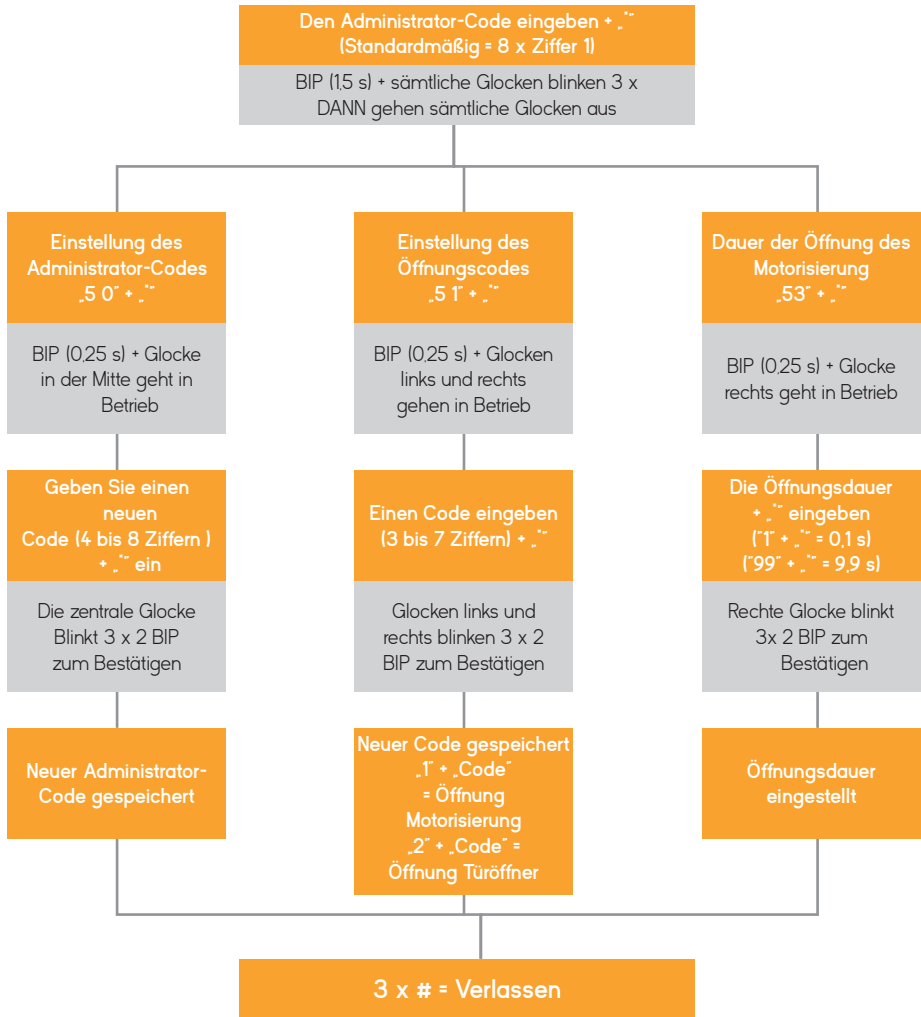 Den Administrator-Code eingeben + „*“
(Standardmäßig = 8 x Ziffer 1)
BIP (1,5 s) + sämtliche Glocken blinken 3 x
DANN gehen sämtliche Glocken aus
Einstellung des
Administrator-Codes
„5 0“ + „*“
BIP (0,25 s) + Glocke
in der Mitte geht in
Betrieb
Geben Sie einen
neuen
Code (4 bis 8 Ziffern )
+ „*“ ein
Die zentrale Glocke
Blinkt 3 x 2 BIP
zum Bestätigen
Neuer Administrator-
Code gespeichert
Einstellung des
Öffnungscodes
„5 1“ + „*“
BIP (0,25 s) + Glocken
links und rechts
gehen in Betrieb
Einen Code eingeben
(3 bis 7 Ziffern) + „*“
Glocken links und
rechts blinken 3 x 2
BIP zum Bestätigen
Neuer Code gespeichert
„1“ + „Code“
= Öffnung
Motorisierung
„2“ + „Code“ =
Öffnung Türöffner
Dauer der Öffnung des
Motorisierung
„53“ + „*“
BIP (0,25 s) + Glocke
rechts geht in Betrieb
Die Öffnungsdauer
+ „*“ eingeben
("1" + „*“ = 0,1 s)
("99" + „*“ = 9,9 s)
Rechte Glocke blinkt
3x 2 BIP zum
Bestätigen
Öffnungsdauer
eingestellt
3 x # = Verlassen